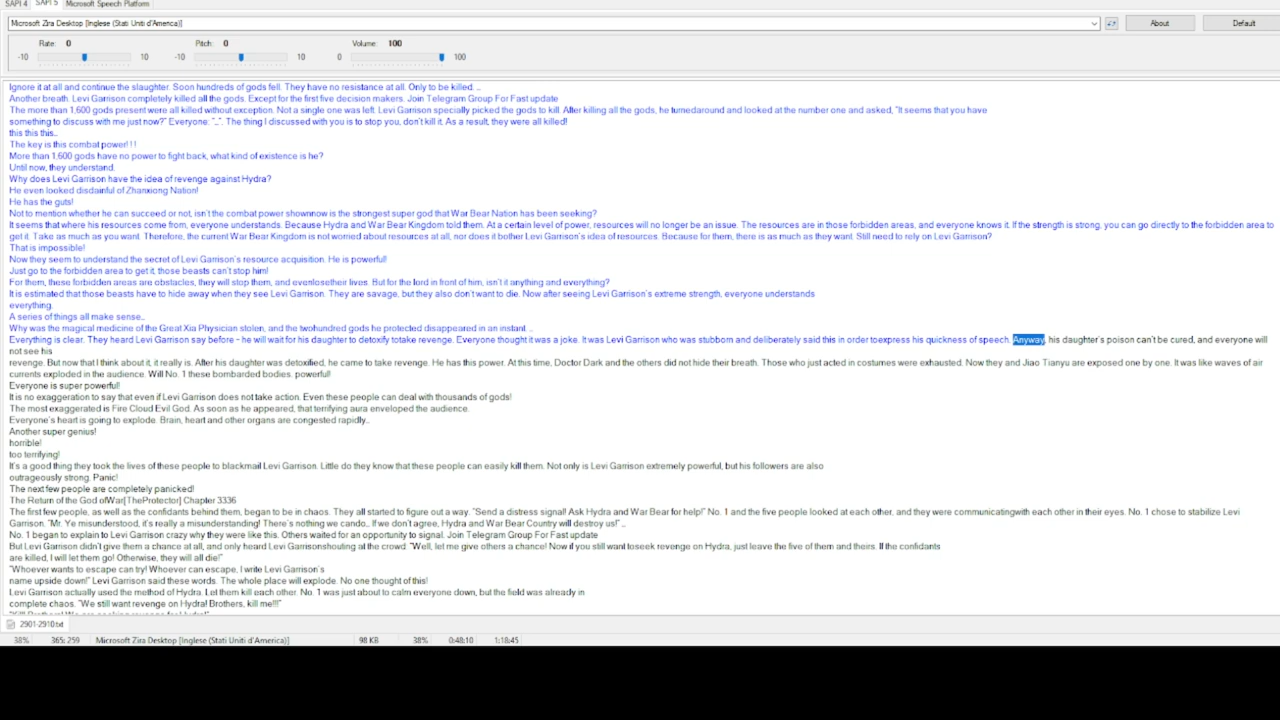 SAPI 4 SAPI 5 Microsoft Speech Platform
Microsoft Zira Desktop [Inglese (Stati Uniti d'America)] About Default
Rate: 0 Pitch: 0 Volume: 100
-10 10 -10 10 0 100
Ignore it at all and continue the slaughter. Soon hundreds of gods fell. They have no resistance at all. Only to be killed. ..
Another breath. Levi Garrison completely killed all the gods. Except for the first five decision makers. Join Telegram Group For Fast update
The more than 1,600 gods present were all killed without exception. Not a single one was left. Levi Garrison specially picked the gods to kill. After killing all the gods, he turnedaround and looked at the number one and asked, "It seems that you have
something to discuss with me just now?" Everyone: "...". The thing I discussed with you is to stop you, don't kill it. As a result, they were all killed!
this this this..
The key is this combat power! ! !
More than 1,600 gods have no power to fight back, what kind of existence is he?
Until now, they understand.
Why does Levi Garrison have the idea of revenge against Hydra?
He even looked disdainful of Zhanxiong Nation!
He has the guts!
Not to mention whether he can succeed or not, isn't the combat power shownnow is the strongest super god that War Bear Nation has been seeking?
It seems that where his resources come from, everyone understands. Because Hydra and War Bear Kingdom told them. At a certain level of power, resources will no longer be an issue. The resources are in those forbidden areas, and everyone knows it. If the strength is strong, you can go directly to the forbidden area to
get it. Take as much as you want. Therefore, the current War Bear Kingdom is not worried about resources at all, nor does it bother Levi Garrison's idea of resources. Because for them, there is as much as they want. Still need to rely on Levi Garrison?
That is impossible!
Now they seem to understand the secret of Levi Garrison's resource acquisition. He is powerful!
Just go to the forbidden area to get it, those beasts can't stop him!
For them, these forbidden areas are obstacles, they will stop them, and evenlosetheir lives. But for the lord in front of him, isn't it anything and everything?
It is estimated that those beasts have to hide away when they see Levi Garrison. They are savage, but they also don't want to die. Now after seeing Levi Garrison's extreme strength, everyone understands
everything.
A series of things all make sense..
Why was the magical medicine of the Great Xia Physician stolen, and the twohundred gods he protected disappeared in an instant. ..
Everything is clear. They heard Levi Garrison say before - he will wait for his daughter to detoxify totake revenge. Everyone thought it was a joke. It was Levi Garrison who was stubborn and deliberately said this in order toexpress his quickness of speech. Anyway, his daughter's poison can't be cured, and everyone will
not see his
revenge. But now that I think about it, it really is. After his daughter was detoxified, he came to take revenge. He has this power. At this time, Doctor Dark and the others did not hide their breath. Those who just acted in costumes were exhausted. Now they and Jiao Tianyu are exposed one by one. It was like waves of air
currents exploded in the audience. Will No. 1 these bombarded bodies. powerful!
Everyone is super powerful!
It is no exaggeration to say that even if Levi Garrison does not take action. Even these people can deal with thousands of gods!
The most exaggerated is Fire Cloud Evil God. As soon as he appeared, that terrifying aura enveloped the audience.
Everyone's heart is going to explode. Brain, heart and other organs are congested rapidly..
Another super genius!
horrible!
too terrifying!
It's a good thing they took the lives of these people to blackmail Levi Garrison. Little do they know that these people can easily kill them. Not only is Levi Garrison extremely powerful, but his followers are also
outrageously strong. Panic!
The next few people are completely panicked!
The Return of the God ofWar[TheProtector] Chapter 3336
The first few people, as well as the confidants behind them, began to be in chaos. They all started to figure out a way. "Send a distress signal! Ask Hydra and War Bear for help!" No. 1 and the five people looked at each other, and they were communicatingwith each other in their eyes. No. 1 chose to stabilize Levi
Garrison. "Mr. Ye misunderstood, it's really a misunderstanding! There's nothing we cando.. If we don't agree, Hydra and War Bear Country will destroy us!" ..
No. 1 began to explain to Levi Garrison crazy why they were like this. Others waited for an opportunity to signal. Join Telegram Group For Fast update
But Levi Garrison didn't give them a chance at all, and only heard Levi Garrisonshouting at the crowd: "Well, let me give others a chance! Now if you still want toseek revenge on Hydra, just leave the five of them and theirs. If the confidants
are killed, I will let them go! Otherwise, they will all die!"
"Whoever wants to escape can try! Whoever can escape, I write Levi Garrison's
name upside down!" Levi Garrison said these words. The whole place will explode. No one thought of this!
Levi Garrison actually used the method of Hydra. Let them kill each other. No. 1 was just about to calm everyone down, but the field was already in
complete chaos. "We still want revenge on Hydra! Brothers, kill me!!!"
2901-2910.txt
38% 365: 259 Microsoft Zira Desktop [Inglese (Stati Uniti d'America)] 98 KB 38% 0:48:10 1:18:45